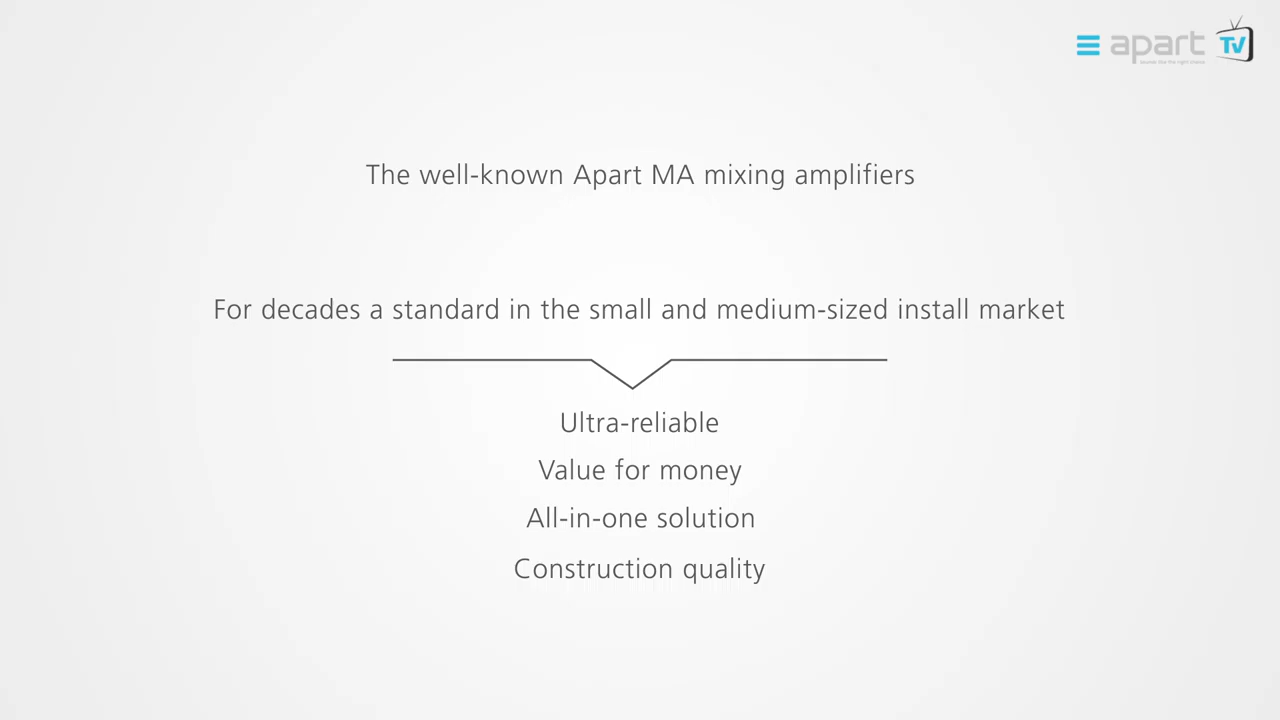 apart
TV
The well-known Apart MA mixing amplifiers
For decades a standard in the small and medium-sized install market
Ultra-reliable
Value for money
All-in-one solution
Construction quality